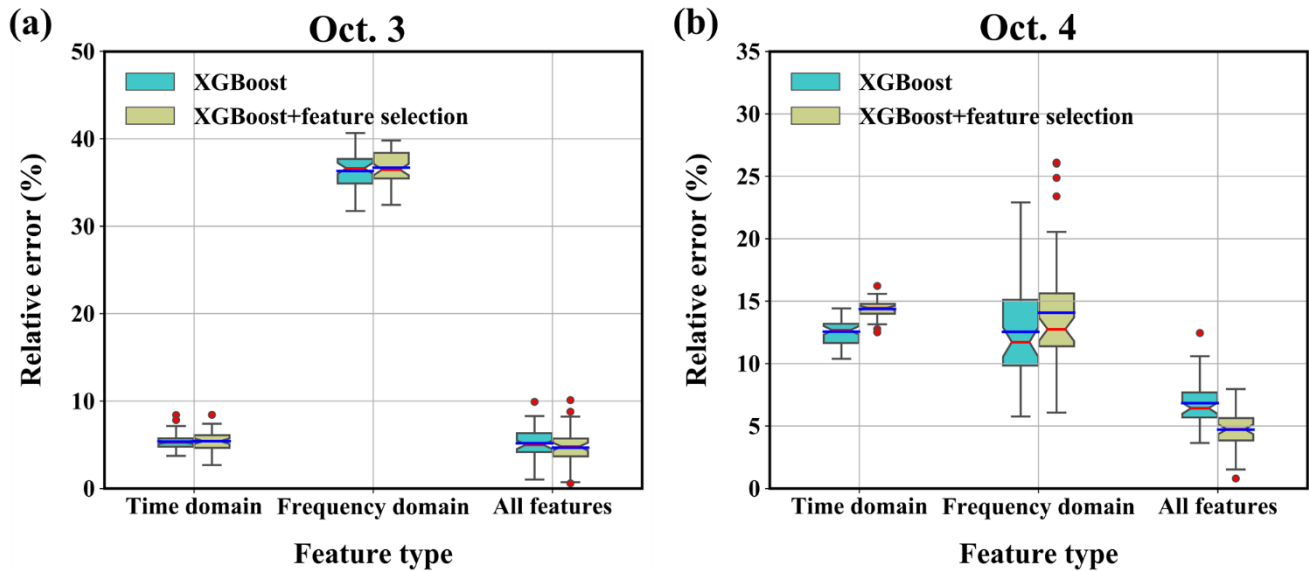 (a)
Oct. 3
50
40
30
20
10
0
Relative error (%)
XGBoost
XGBoost+feature selection
Time domain
Frequency domain
All features
Feature type
(b)
Oct. 4
35
30
25
20
15
10
5
0
Relative error (%)
XGBoost
XGBoost+feature selection
Time domain
Frequency domain
All features
Feature type